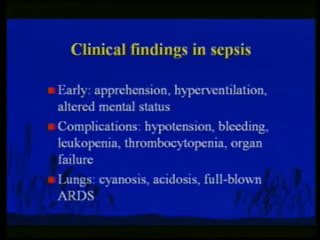 Clinical findings in sepsis
Early: apprehension, hyperventilation,
altered mental status
Complications: hypotension, bleeding,
leukopenia, thrombocytopenia, organ
failure
Lungs: cyanosis, acidosis, full-blown
ARDS